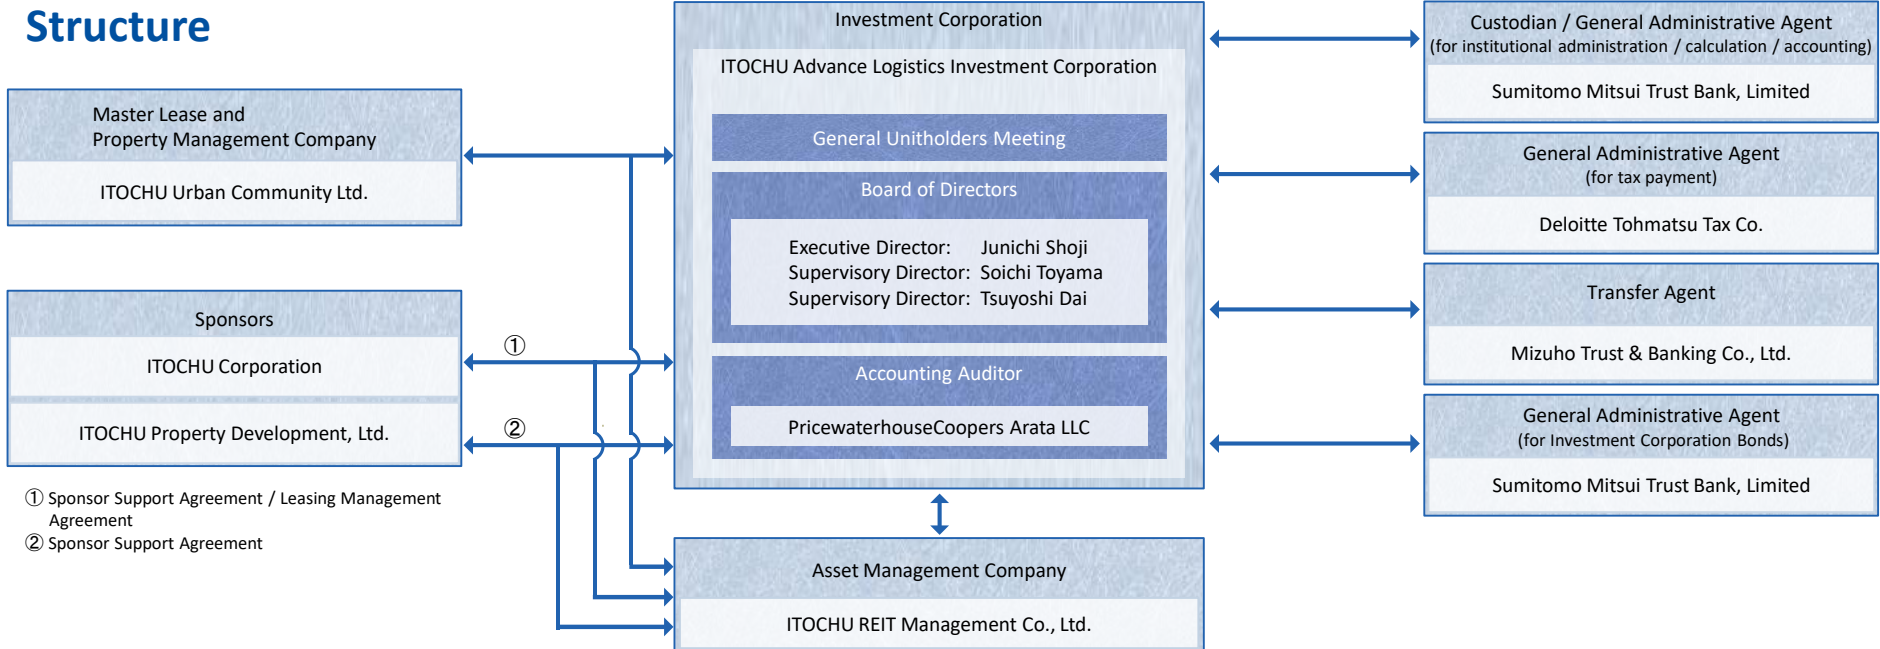 Structure
Master Lease and
Property Management Company
ITOCHU Urban Community Ltd.
Sponsors
ITOCHU Corporation
ITOCHU Property Development, Ltd.
① Sponsor Support Agreement / Leasing Management
Agreement
② Sponsor Support Agreement
①
②
Investment Corporation
ITOCHU Advance Logistics Investment Corporation
General Unitholders Meeting
Board of Directors
Executive Director: Junichi Shoji
Supervisory Director: Soichi Toyama
Supervisory Director: Tsuyoshi Dai
Accounting Auditor
PricewaterhouseCoopers Arata LLC
Asset Management Company
ITOCHU REIT Management Co., Ltd.
Custodian / General Administrative Agent
(for institutional administration / calculation / accounting)
Sumitomo Mitsui Trust Bank, Limited
General Administrative Agent
(for tax payment)
Deloitte Tohmatsu Tax Co.
Transfer Agent
Mizuho Trust & Banking Co., Ltd.
General Administrative Agent
(for Investment Corporation Bonds)
Sumitomo Mitsui Trust Bank, Limited